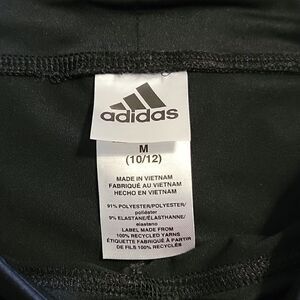 adidas
M
(10/12)
MADE IN VIETNAM
FABRIQUÉ AU VIETNAM
HECHO EN VIETNAM
91% POLYESTER/POLYESTER/
poliéster
9% ELASTANE/ÉLASTHANNE/
elastano
LABEL MADE FROM
100% RECYCLED YARNS
ÉTIQUETTE FABRIQUÉE À PARTIR
DE FILS 100% RECYCLÉS